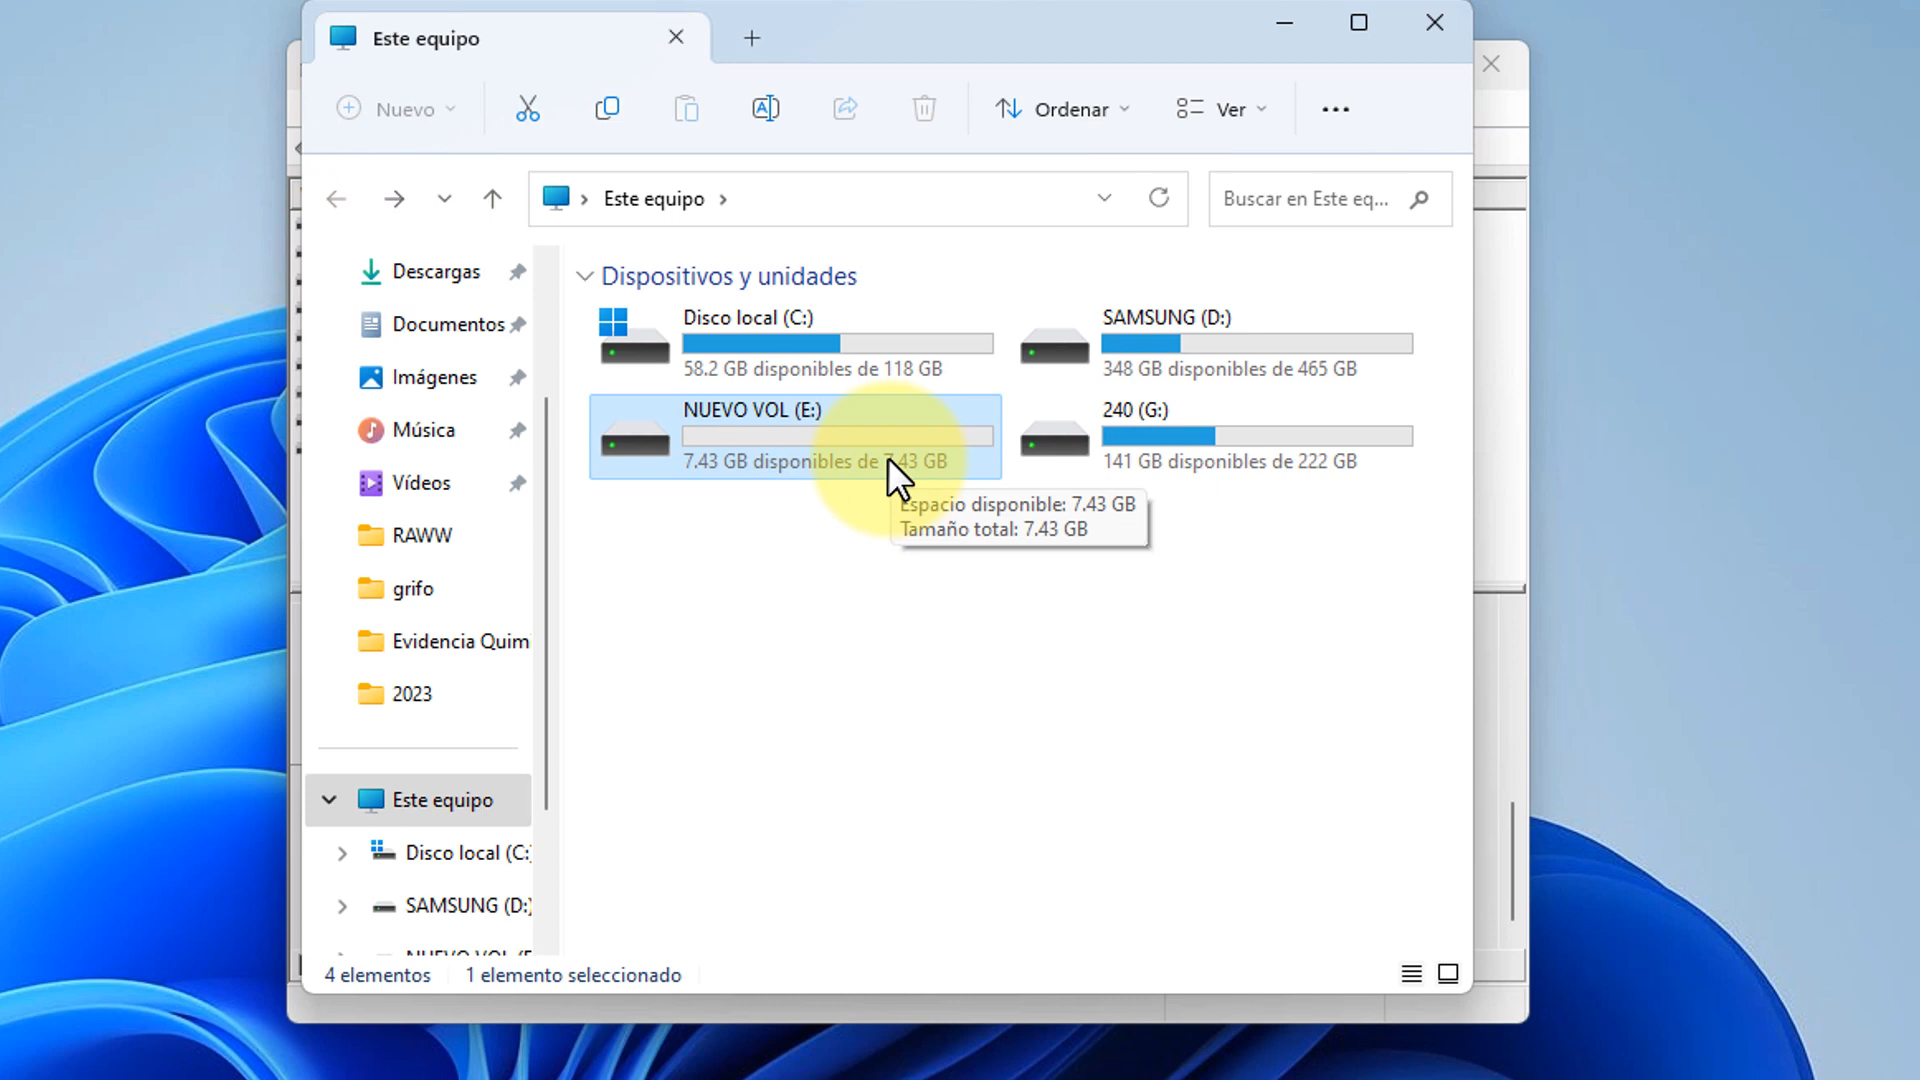 Este equipo
Nuevo
Ordenar
Ver
Este equipo
Buscar en Este eq...
Descargas
Documentos
Imágenes
Música
Vídeos
RAWW
grifo
Evidencia Quim
2023
Este equipo
Disco local (C:
SAMSUNG (D:)
Dispositivos y unidades
Disco local (C:)
58.2 GB disponibles de 118 GB
SAMSUNG (D:)
348 GB disponibles de 465 GB
NUEVO VOL (E:)
7.43 GB disponibles de 7.43 GB
240 (G:)
141 GB disponibles de 222 GB
Espacio disponible: 7.43 GB
Tamaño total: 7.43 GB
4 elementos
1 elemento seleccionado